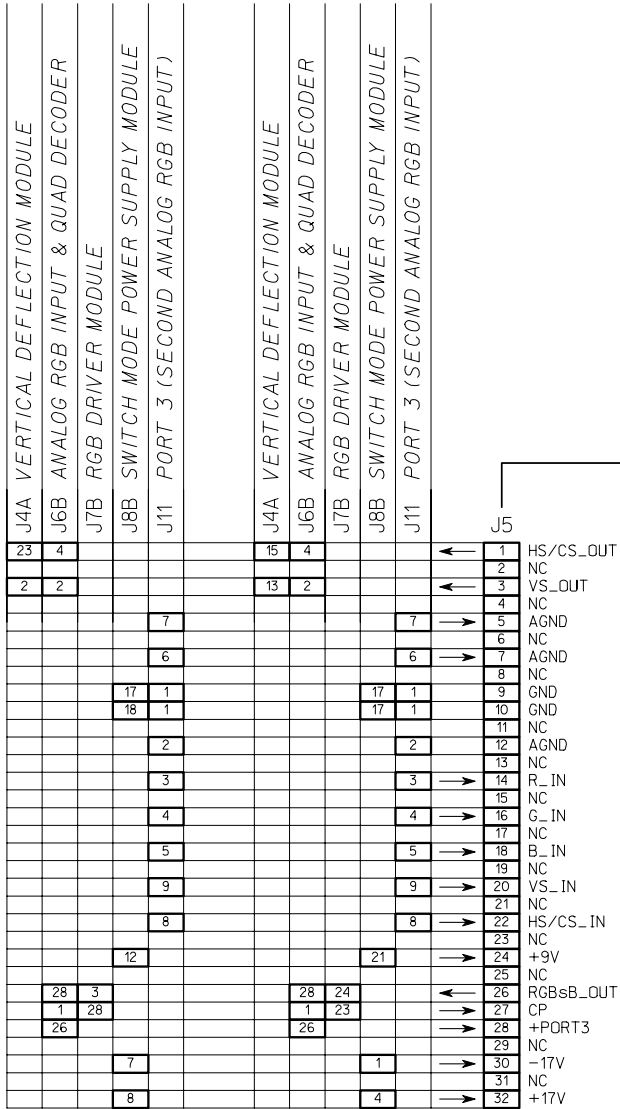 J4A VERTICAL DEFLECTION MODULE
J6B ANALOG RGB INPUT & QUAD DECODER
J7B RGB DRIVER MODULE
J8B SWITCH MODE POWER SUPPLY MODULE
J11 PORT 3 (SECOND ANALOG RGB INPUT)
J4A VERTICAL DEFLECTION MODULE
J6B ANALOG RGB INPUT & QUAD DECODER
J7B RGB DRIVER MODULE
J8B SWITCH MODE POWER SUPPLY MODULE
J11 PORT 3 (SECOND ANALOG RGB INPUT)
J5
23 4 15 4 1 HS/CS_OUT
2 NC
2 2 13 2 3 VS_OUT
4 NC
7 7 5 AGND
6 NC
6 6 7 AGND
8 NC
17 1 17 1 9 GND
18 1 17 1 10 GND
11 NC
2 2 12 AGND
13 NC
3 3 14 R_IN
15 NC
4 4 16 G_IN
17 NC
5 5 18 B_IN
19 NC
9 9 20 VS_IN
21 NC
8 8 22 HS/CS_IN
23 NC
12 21 24 +9V
25 NC
28 3 28 24 26 RGBsB_OUT
1 28 1 23 27 CP
26 26 28 +PORT3
29 NC
7 1 30 -17V
31 NC
8 4 32 +17V